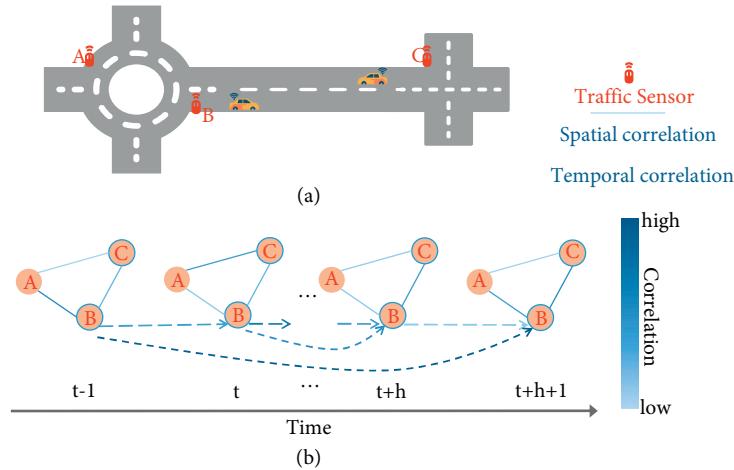 A
C
B
Traffic Sensor
Spatial correlation
Temporal correlation
(a)
high
Correlation
low
A C B
A C B
...
A C B
A C B
t-1 t ... t+h t+h+1
Time
(b)